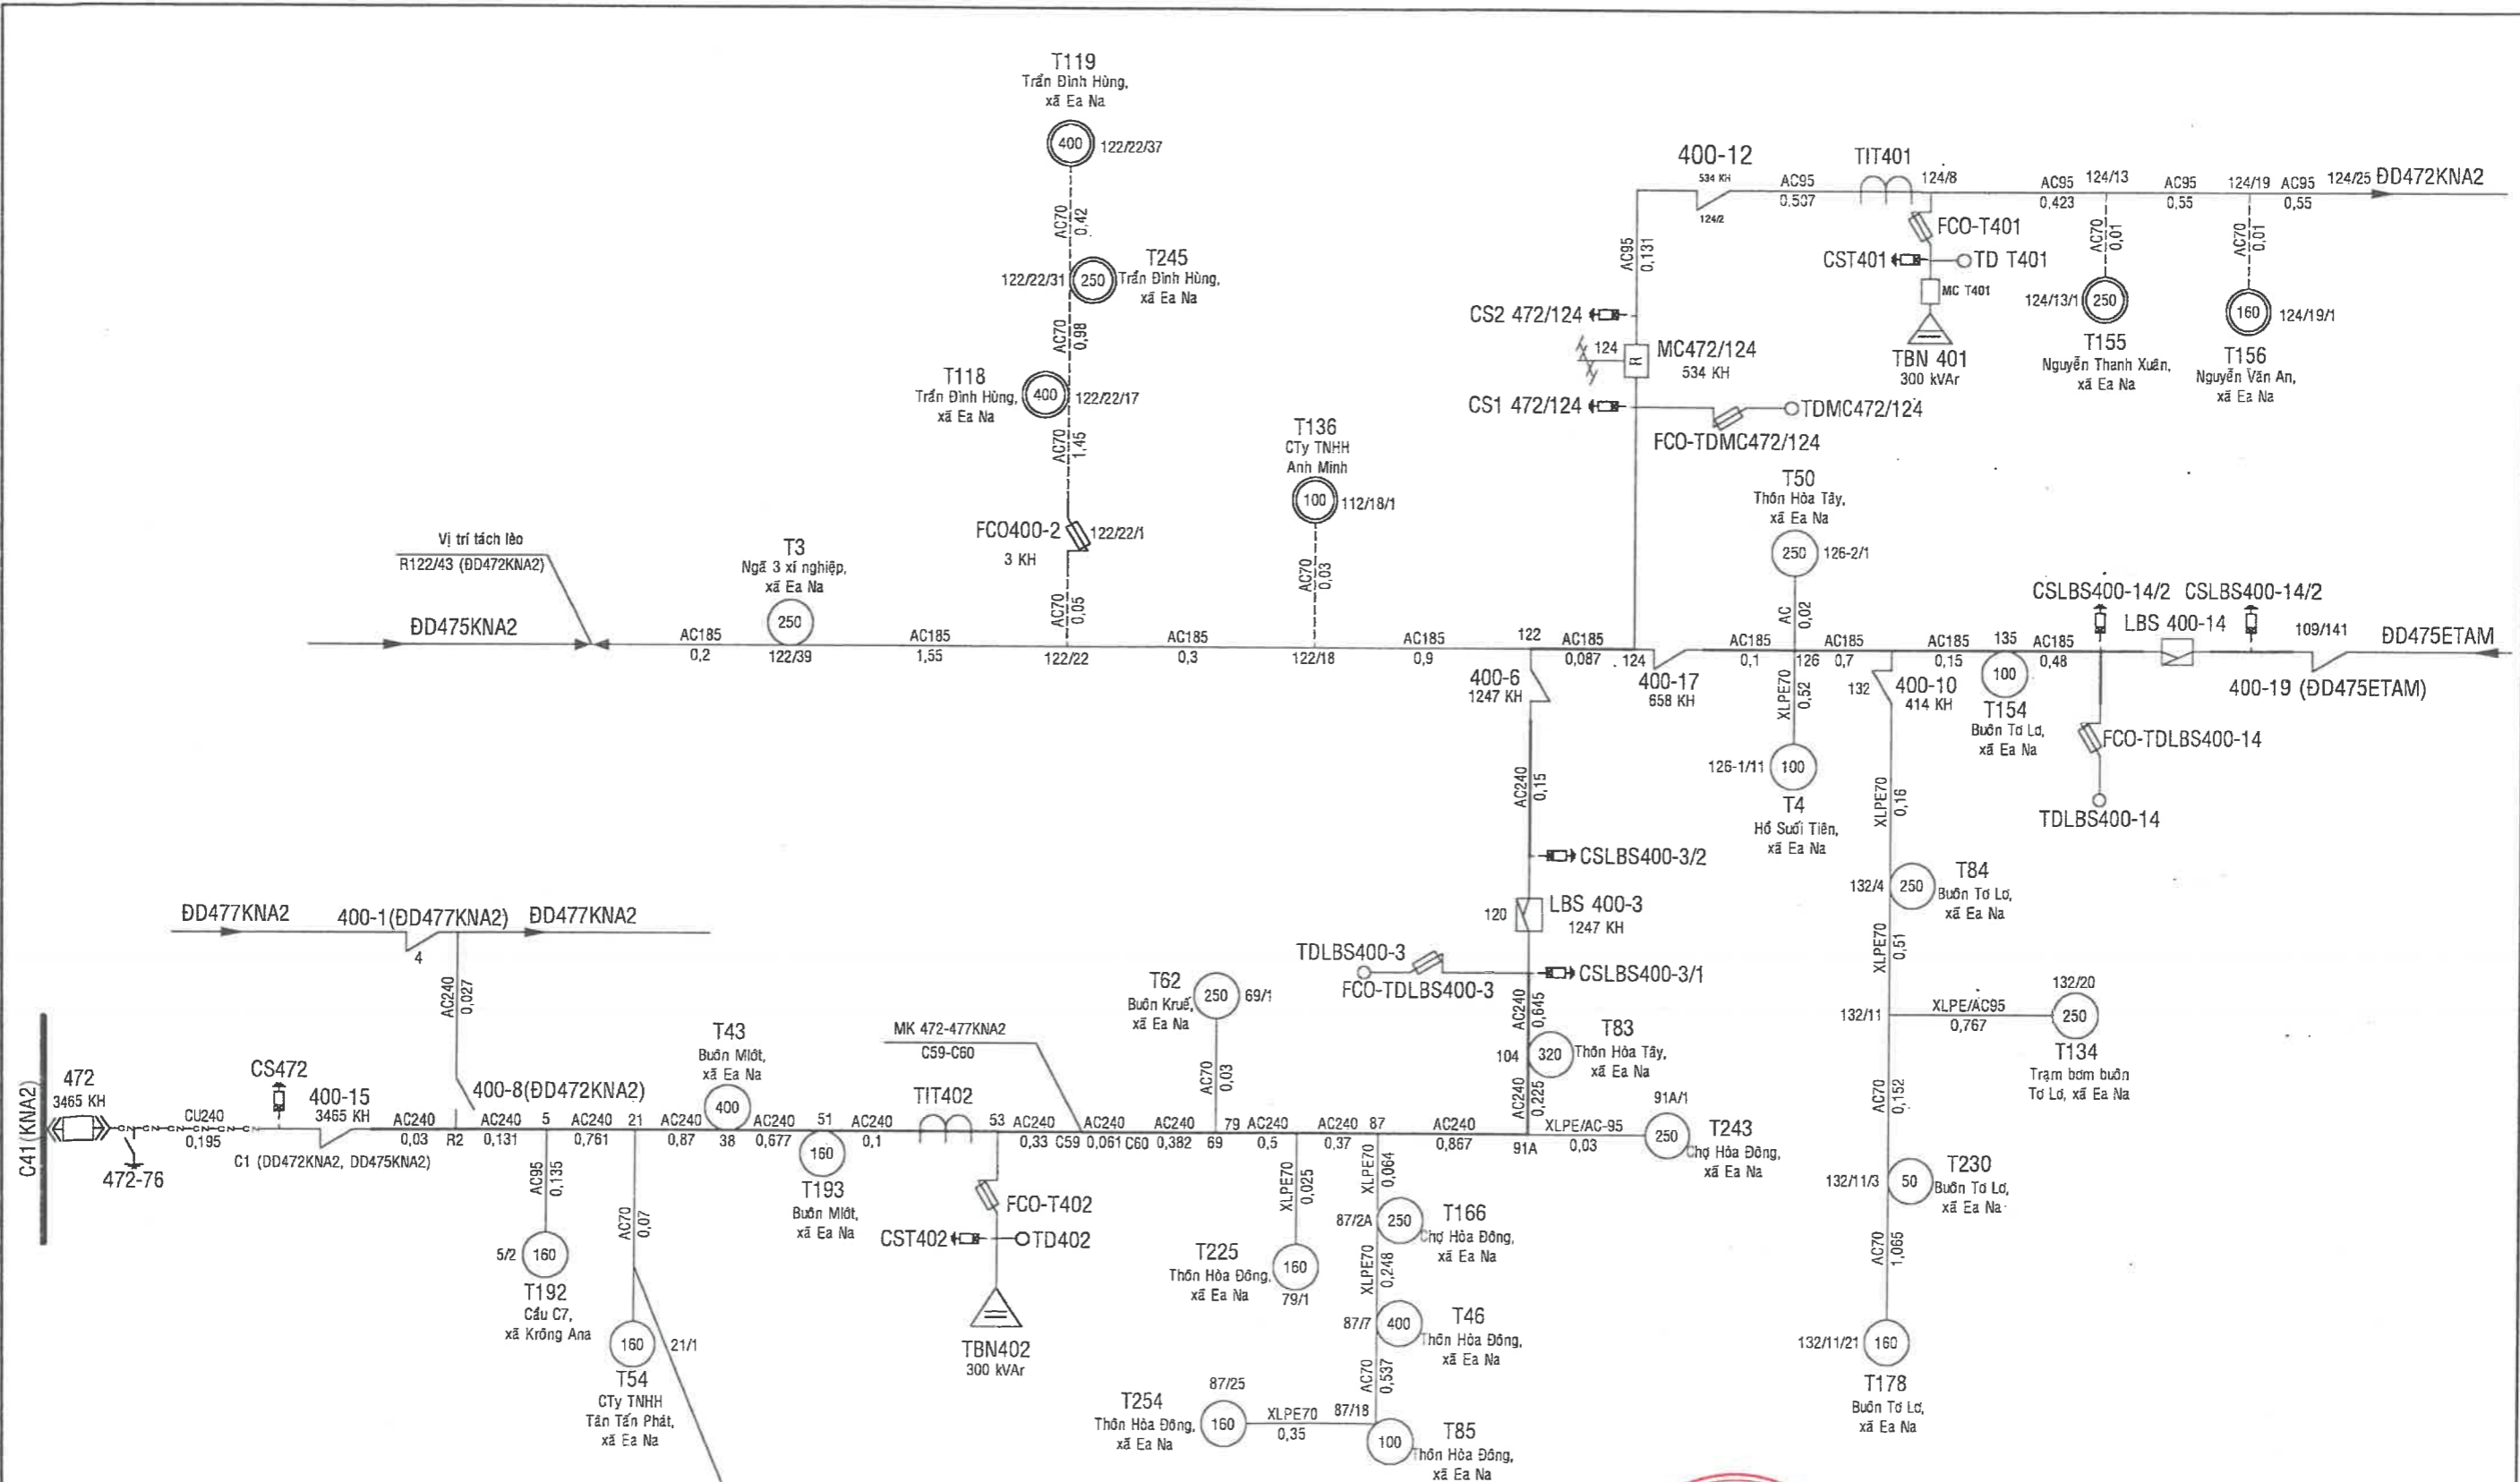 T119
Trần Đình Hùng,
xã Ea Na
400
122/22/37
AC70
0,42
T245
Trần Đình Hùng,
xã Ea Na
122/22/31
250
AC70
0,98
T118
Trần Đình Hùng,
xã Ea Na
400
122/22/17
AC70
1,45
FCO400-2
3 KH
122/22/1
AC70
0,05
T136
CTy TNHH
Anh Minh
100
112/18/1
AC70
0,03
400-12
534 KH
124/2
AC95
0,507
TIT401
124/8
AC95
0,423
124/13
AC95
0,55
124/19
AC95
0,55
124/25
ĐD472KNA2
AC95
0,131
FCO-T401
CST401
TD T401
MC T401
TBN 401
300 kVAr
AC70
0,01
124/13/1
250
T155
Nguyễn Thanh Xuân,
xã Ea Na
AC70
0,01
160
124/19/1
T156
Nguyễn Văn An,
xã Ea Na
CS2 472/124
124
R
MC472/124
534 KH
CS1 472/124
TDMC472/124
FCO-TDMC472/124
T50
Thôn Hòa Tây,
xã Ea Na
250
126-2/1
AC
0,02
Vị trí tách lèo
R122/43 (ĐD472KNA2)
ĐD475KNA2
T3
Ngã 3 xí nghiệp,
xã Ea Na
250
AC185
0,2
122/39
AC185
1,55
122/22
AC185
0,3
122/18
AC185
0,9
122
AC185
0,087
124
400-17
658 KH
AC185
0,1
126
AC185
0,7
AC185
0,15
135
AC185
0,48
CSLBS400-14/2
CSLBS400-14/2
LBS 400-14
109/141
ĐD475ETAM
400-19 (ĐD475ETAM)
400-6
1247 KH
132
400-10
414 KH
100
T154
Buôn Tơ Lơ,
xã Ea Na
FCO-TDLBS400-14
TDLBS400-14
XLPE70
0,52
126-1/11
100
T4
Hồ Suối Tiên,
xã Ea Na
XLPE70
0,16
AC240
0,15
CSLBS400-3/2
120
LBS 400-3
1247 KH
TDLBS400-3
FCO-TDLBS400-3
CSLBS400-3/1
AC240
0,645
104
320
T83
Thôn Hòa Tây,
xã Ea Na
AC240
0,225
132/4
250
T84
Buôn Tơ Lơ,
xã Ea Na
XLPE70
0,51
132/11
XLPE/AC95
0,767
132/20
250
T134
Trạm bơm buôn
Tơ Lơ, xã Ea Na
AC70
0,152
132/11/3
50
T230
Buôn Tơ Lơ,
xã Ea Na
AC70
1,065
132/11/21
160
T178
Buôn Tơ Lơ,
xã Ea Na
ĐD477KNA2
400-1(ĐD477KNA2)
ĐD477KNA2
4
AC240
0,027
400-8(ĐD472KNA2)
C41 (KNA2)
472
3465 KH
472-76
CU240
0,195
CS472
400-15
3465 KH
C1 (DD472KNA2, DD475KNA2)
AC240
0,03
R2
AC240
0,131
5
AC240
0,761
21
AC240
0,87
T43
Buôn Mlôt,
xã Ea Na
400
38
AC240
0,677
51
160
T193
Buôn Mlôt,
xã Ea Na
AC240
0,1
TIT402
53
AC240
0,33
C59
MK 472-477KNA2
C59-C60
AC240
0,061
C60
AC240
0,382
69
T62
Buôn Kruế,
xã Ea Na
250
69/1
AC70
0,03
79
AC240
0,5
AC240
0,37
87
AC240
0,867
91A
XLPE/AC-95
0,03
91A/1
250
T243
Chợ Hòa Đông,
xã Ea Na
AC95
0,135
5/2
160
T192
Cầu C7,
xã Krông Ana
AC70
0,07
160
21/1
T54
CTy TNHH
Tân Tấn Phát,
xã Ea Na
FCO-T402
CST402
TD402
TBN402
300 kVAr
XLPE70
0,025
T225
Thôn Hòa Đông,
xã Ea Na
160
79/1
XLPE70
0,064
87/2A
250
T166
Chợ Hòa Đông,
xã Ea Na
XLPE70
0,248
87/7
400
T46
Thôn Hòa Đông,
xã Ea Na
AC70
0,537
T254
Thôn Hòa Đông,
xã Ea Na
87/25
160
XLPE70
0,35
87/18
100
T85
Thôn Hòa Đông,
xã Ea Na